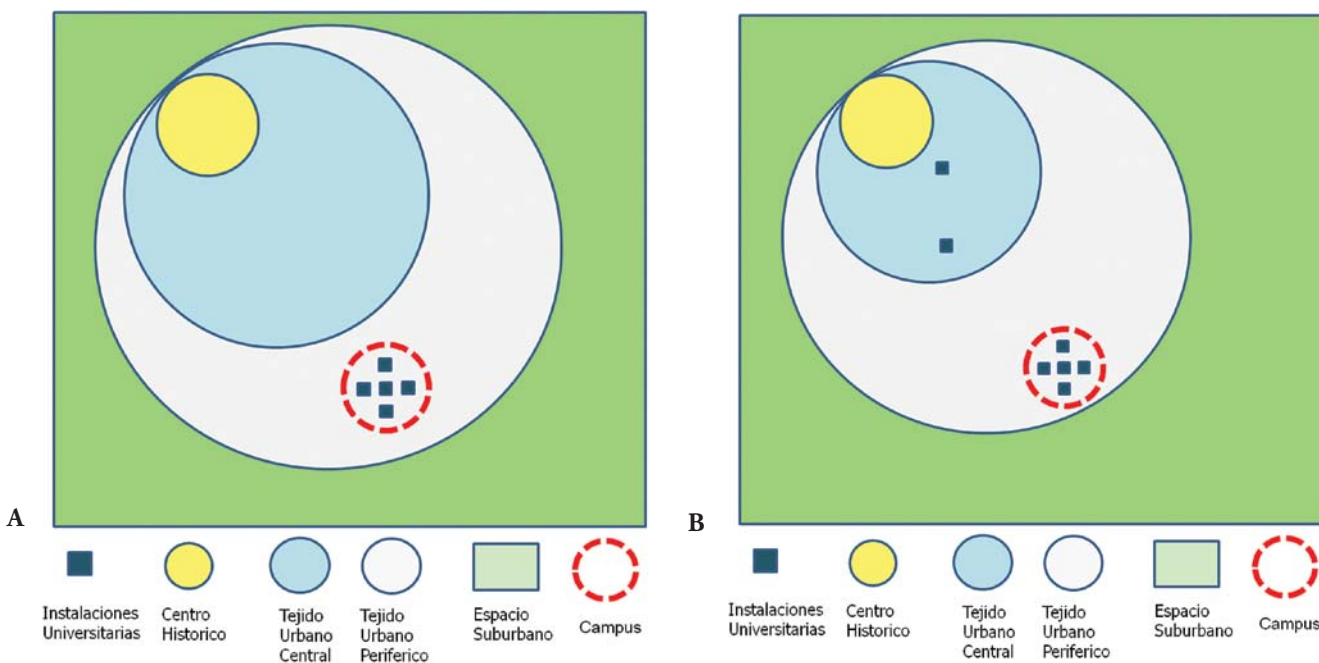 A
Instalaciones
Universitarias
Centro
Historico
Tejido
Urbano
Central
Tejido
Urbano
Periferico
Espacio
Suburbano
Campus
B
Instalaciones
Universitarias
Centro
Historico
Tejido
Urbano
Central
Tejido
Urbano
Periferico
Espacio
Suburbano
Campus